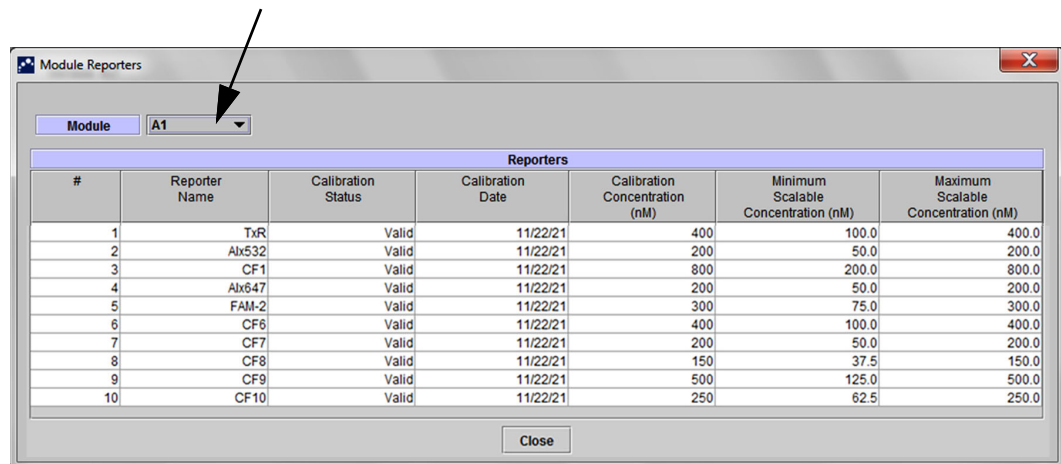 Module Reporters
Module A1
Reporters
# Reporter Name Calibration Status Calibration Date Calibration Concentration (nM) Minimum Scalable Concentration (nM) Maximum Scalable Concentration (nM)
1 TxR Valid 11/22/21 400 100.0 400.0
2 Alx532 Valid 11/22/21 200 50.0 200.0
3 CF1 Valid 11/22/21 800 200.0 800.0
4 Alx647 Valid 11/22/21 200 50.0 200.0
5 FAM-2 Valid 11/22/21 300 75.0 300.0
6 CF6 Valid 11/22/21 400 100.0 400.0
7 CF7 Valid 11/22/21 200 50.0 200.0
8 CF8 Valid 11/22/21 150 37.5 150.0
9 CF9 Valid 11/22/21 500 125.0 500.0
10 CF10 Valid 11/22/21 250 62.5 250.0
Close